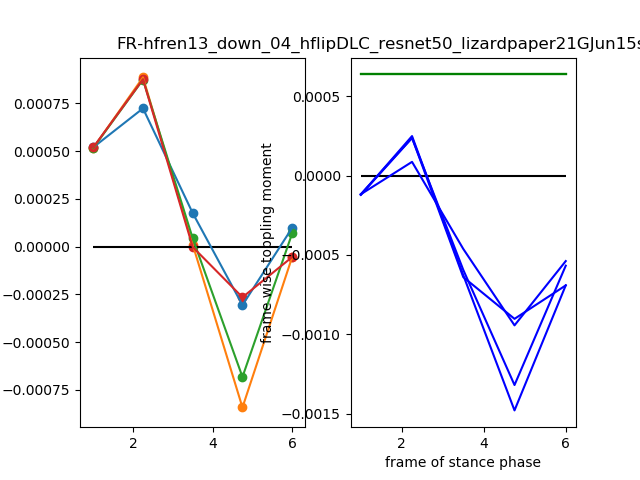 FR-hfren13_down_04_hflipDLC_resnet50_lizardpaper21GJun15s
0.00075
0.00050
0.00025
0.00000
−0.00025
−0.00050
−0.00075
2 4 6
frame wise toppling moment
0.0005
0.0000
−0.0005
−0.0010
−0.0015
2 4 6
frame of stance phase